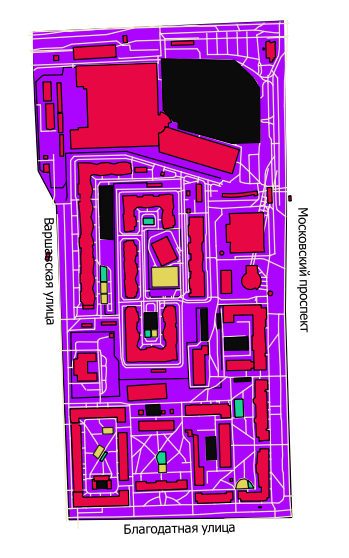 Варшавская улица
Московский проспект
Благодатная улица